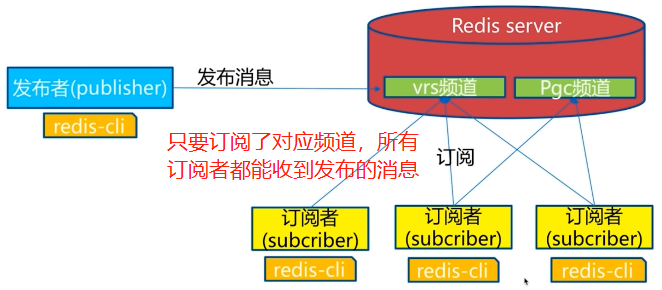 Redis server
发布者(publisher)
发布消息
vrs频道
Pgc频道
redis-cli
只要订阅了对应频道，所有
订阅者都能收到发布的消息
订阅
订阅者
(subcriber)
订阅者
(subcriber)
订阅者
(subcriber)
redis-cli
redis-cli
redis-cli